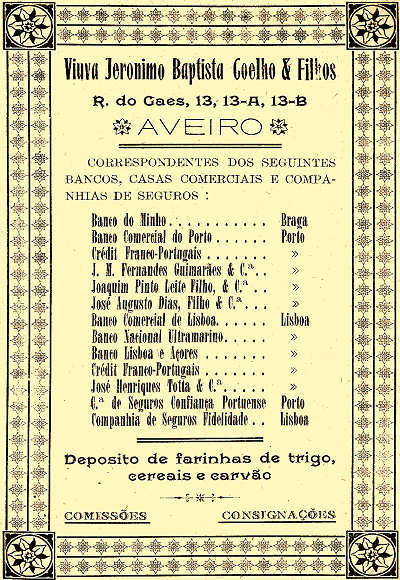 Viuva Jeronimo Baptista Coelho & Filhos
R. do Caes, 13, 13-A, 13-B
AVEIRO
CORRESPONDENTES DOS SEGUINTES
BANCOS, CASAS COMERCIAIS E COMPA-
NHIAS DE SEGUROS :
Banco do Minho . . . . . . . . . . . Braga
Banco Comercial do Porto . . . . . . Porto
Crédit Franco-Portugais . . . . . . . »
J. M. Fernandes Guimarães & C.ª . . »
Joaquim Pinto Leite Filho, & C.ª . . »
José Augusto Dias, Filho & C.ª . . . »
Banco Comercial de Lisboa . . . . . . Lisboa
Banco Nacional Ultramarino . . . . . »
Banco Lisboa e Açores . . . . . . . »
Crédit Franco-Portugais . . . . . . . »
José Henriques Totta & C.ª . . . . . »
C.ª de Seguros Confiança Portuense Porto
Companhia de Seguros Fidelidade . . Lisboa
Deposito de farinhas de trigo,
cereais e carvão
COMISSÕES CONSIGNAÇÕES